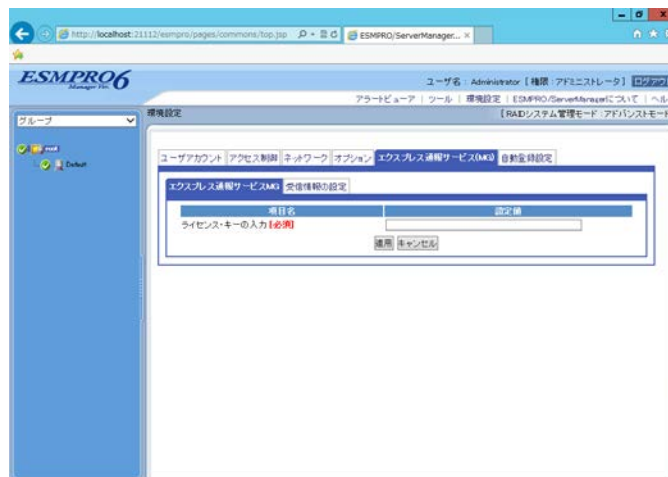 http://localhost:21112/esmpro/pages/commons/top.jsp
ESMPRO/ServerManager...
ESMPRO6
Manager Ver.
ユーザ名 : Administrator [ 権限 : アドミニストレータ ] ログアウ
アラートビューア | ツール | 環境設定 | ESMPRO/ServerManagerについて | ヘル
グループ
環境設定
[ RAIDシステム管理モード : アドバンストモード
root
Default
ユーザアカウント アクセス制御 ネットワーク オプション エクスプレス通報サービス(MG) 自動登録設定
エクスプレス通報サービスMG 受信情報の設定
項目名 設定値
ライセンス・キーの入力 [必須]
適用 キャンセル